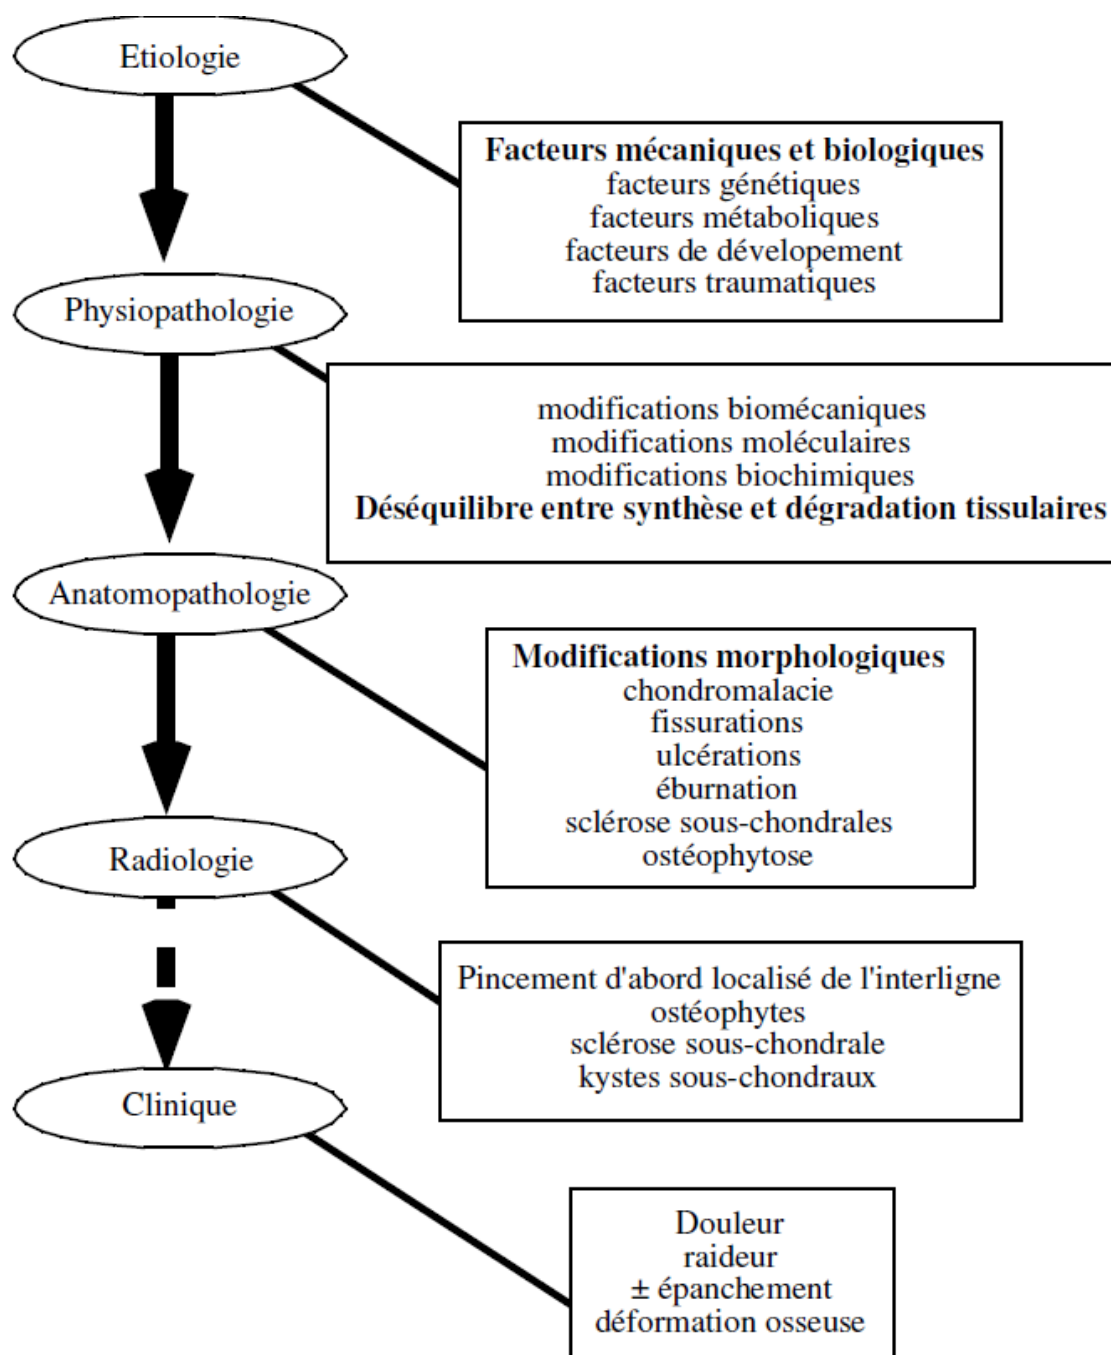 Etiologie
Facteurs mécaniques et biologiques
facteurs génétiques
facteurs métaboliques
facteurs de dévelopement
facteurs traumatiques
Physiopathologie
modifications biomécaniques
modifications moléculaires
modifications biochimiques
Déséquilibre entre synthèse et dégradation tissulaires
Anatomopathologie
Modifications morphologiques
chondromalacie
fissurations
ulcérations
éburnation
sclérose sous-chondrales
ostéophytose
Radiologie
Pincement d'abord localisé de l'interligne
ostéophytes
sclérose sous-chondrale
kystes sous-chondraux
Clinique
Douleur
raideur
± épanchement
déformation osseuse